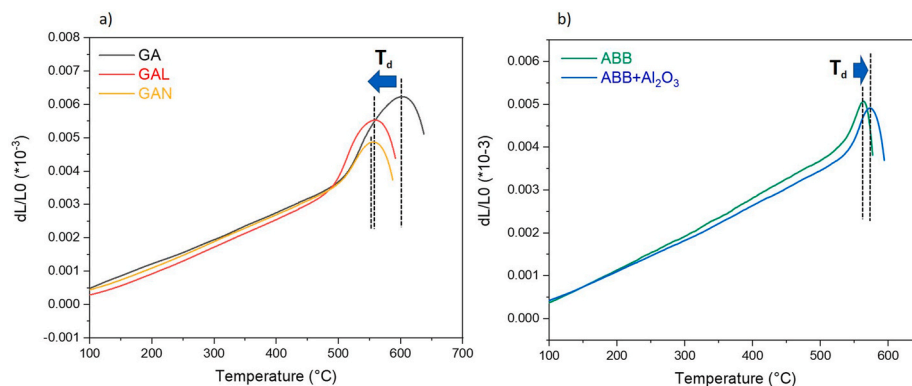 a)
0.008
0.007
0.006
0.005
0.004
0.003
0.002
0.001
0.000
-0.001
dL/L0 (*10⁻³)
GA
GAL
GAN
T_d
100 200 300 400 500 600 700
Temperature (°C)
b)
0.006
0.005
0.004
0.003
0.002
0.001
0.000
dL/L0 (*10-3)
ABB
ABB+Al₂O₃
T_d
100 200 300 400 500 600
Temperature (°C)